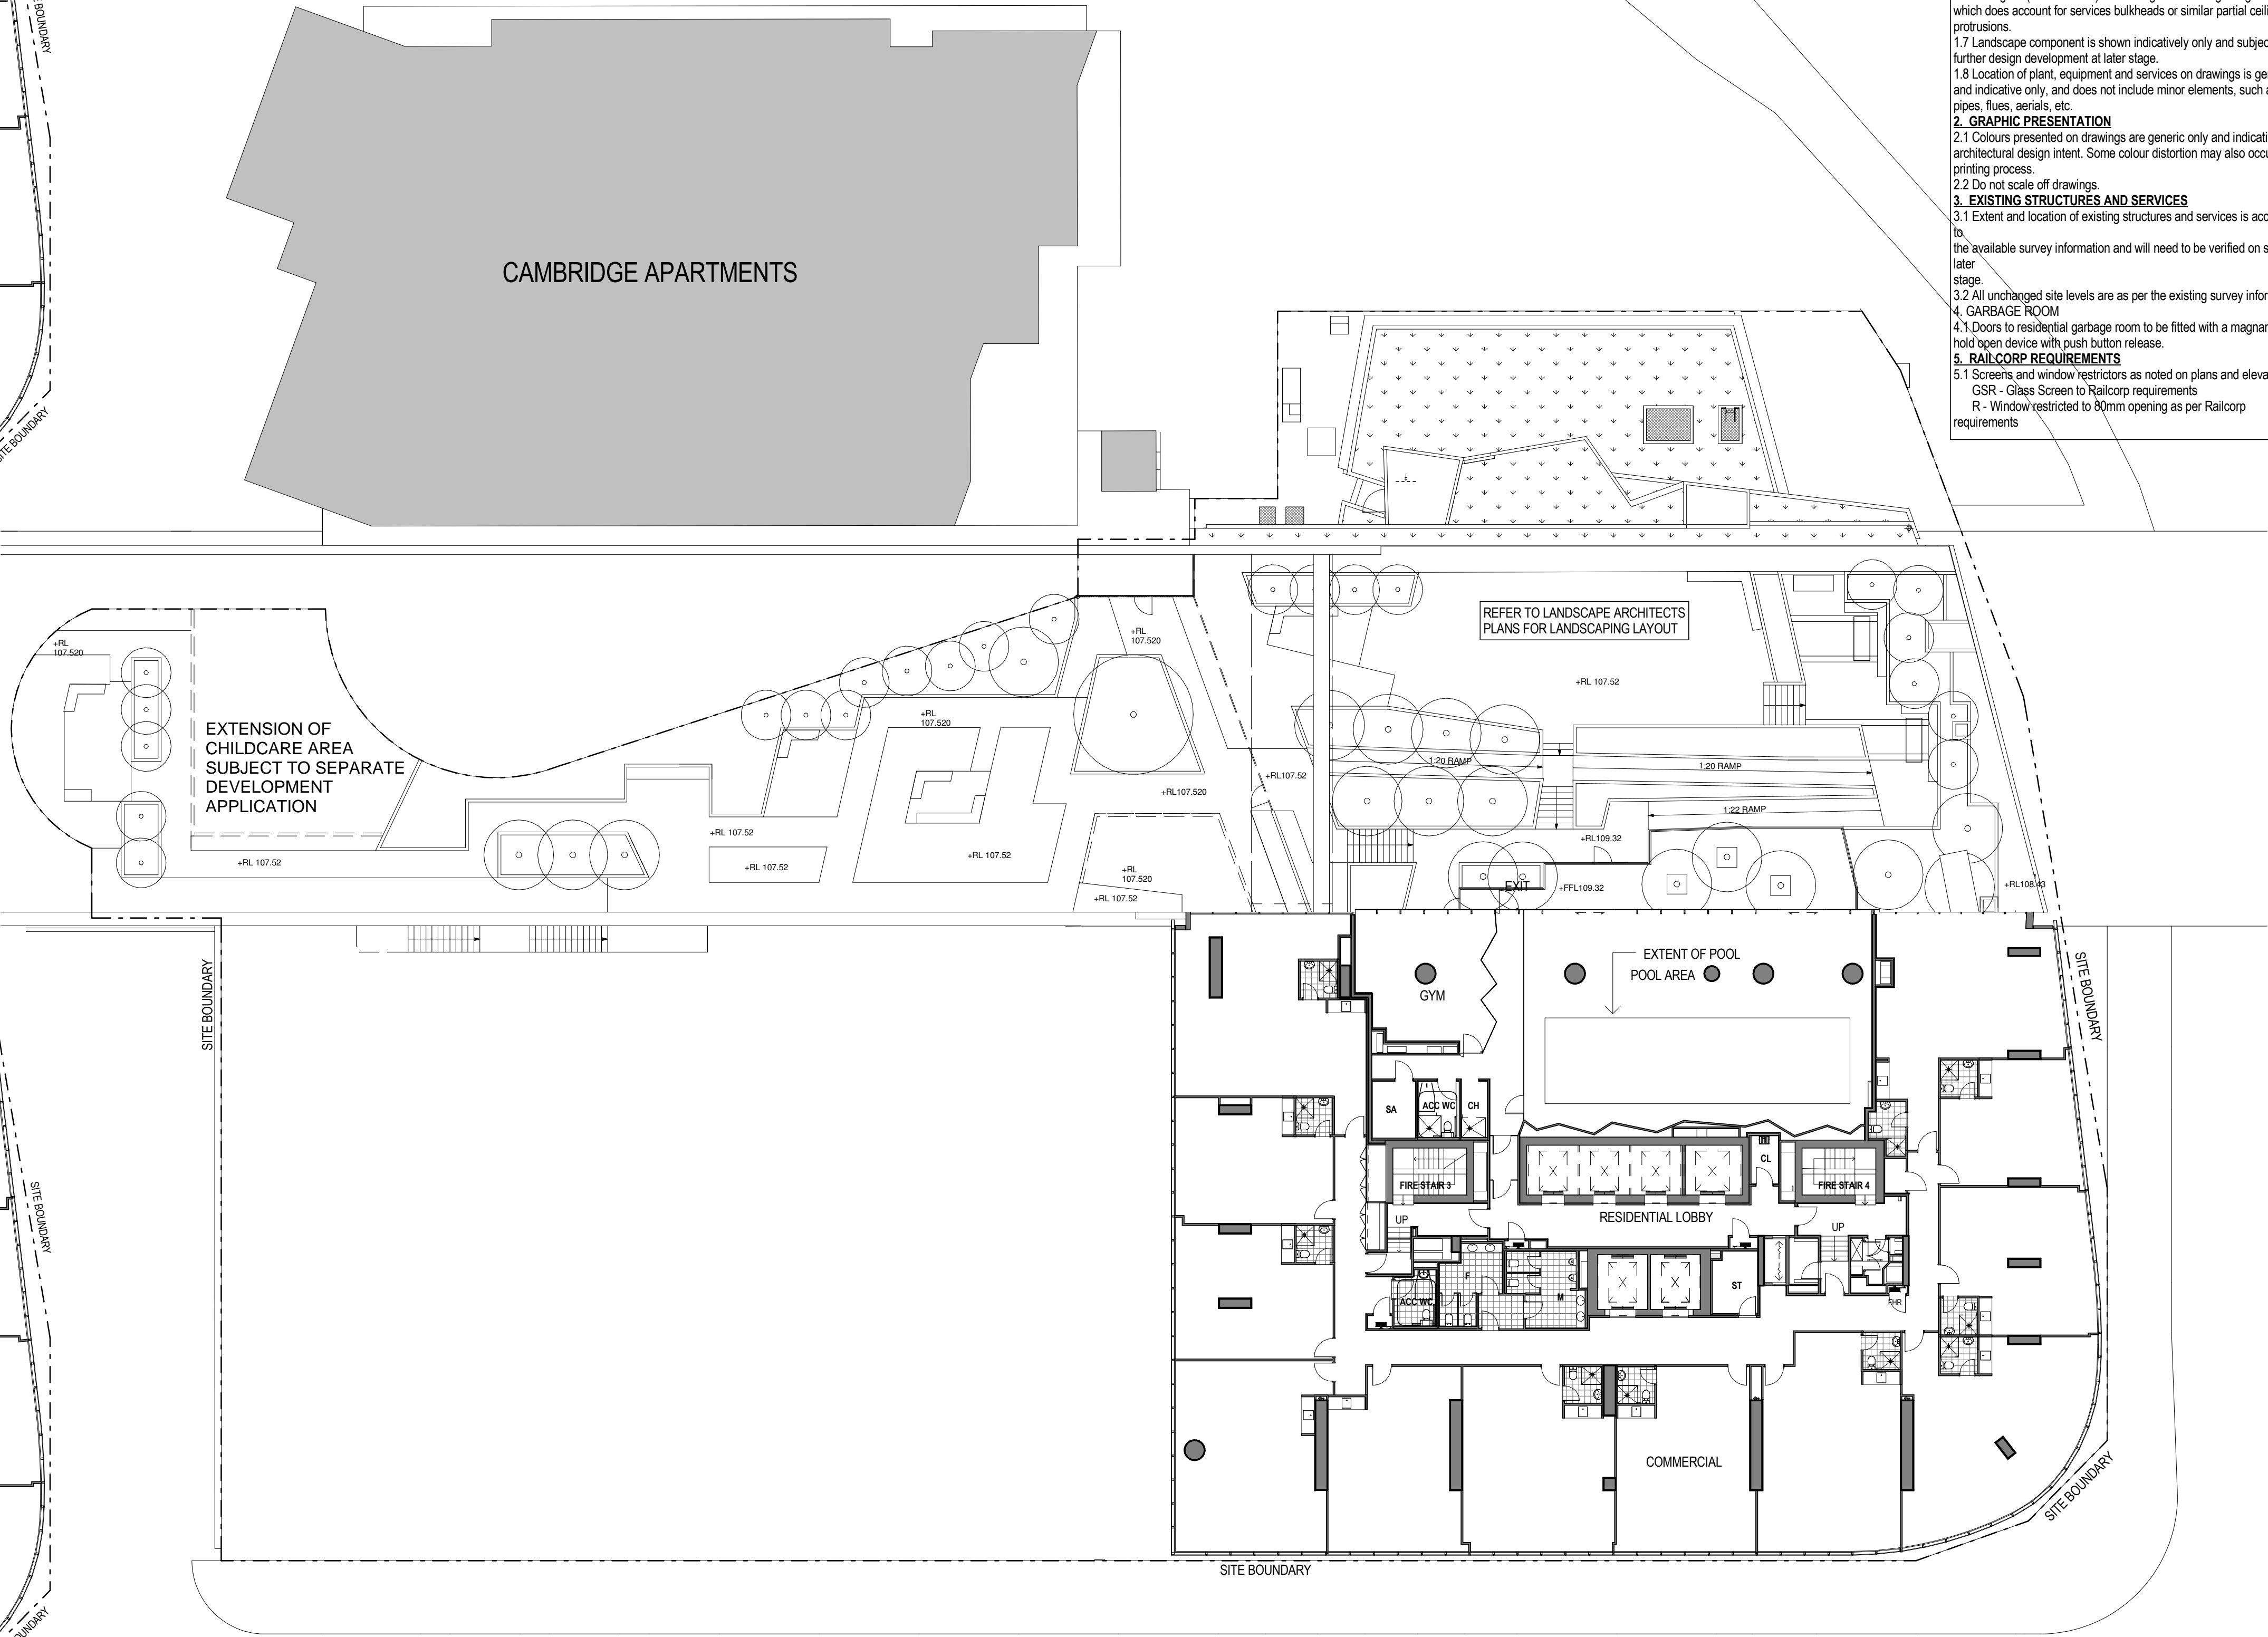 which does account for services bulkheads or similar partial
protrusions.
1.7 Landscape component is shown indicatively only and
further design development at later stage.
1.8 Location of plant, equipment and services on drawings is
and indicative only, and does not include minor elements, such
pipes, flues, aerials, etc.
2. GRAPHIC PRESENTATION
2.1 Colours presented on drawings are generic only and
architectural design intent. Some colour distortion may also
printing process.
2.2 Do not scale off drawings.
3. EXISTING STRUCTURES AND SERVICES
3.1 Extent and location of existing structures and services is
to
the available survey information and will need to be verified on
later
stage.
3.2 All unchanged site levels are as per the existing survey
4. GARBAGE ROOM
4.1 Doors to residential garbage room to be fitted with a
hold open device with push button release.
5. RAILCORP REQUIREMENTS
5.1 Screens and window restrictors as noted on plans and
GSR - Glass Screen to Railcorp requirements
R - Window restricted to 80mm opening as per Railcorp
requirements
BOUNDARY
SITE BOUNDARY
CAMBRIDGE APARTMENTS
REFER TO LANDSCAPE ARCHITECTS
PLANS FOR LANDSCAPING LAYOUT
+RL
107.520
+RL
107.520
+RL
107.520
+RL 107.52
EXTENSION OF
CHILDCARE AREA
SUBJECT TO SEPARATE
DEVELOPMENT
APPLICATION
1:20 RAMP
1:20 RAMP
+RL107.52
+RL107.520
1:22 RAMP
+RL 107.52
+RL109.32
+RL 107.52
+RL 107.52
+RL 107.52
+RL
107.520
+RL 107.52
EXIT
+FFL109.32
+RL108.43
SITE BOUNDARY
EXTENT OF POOL
POOL AREA
GYM
SITE BOUNDARY
SA
ACC WC
CH
CL
FIRE STAIR 3
FIRE STAIR 4
SITE BOUNDARY
UP
RESIDENTIAL LOBBY
UP
F
M
ST
ACC WC
FHR
COMMERCIAL
SITE BOUNDARY
SITE BOUNDARY